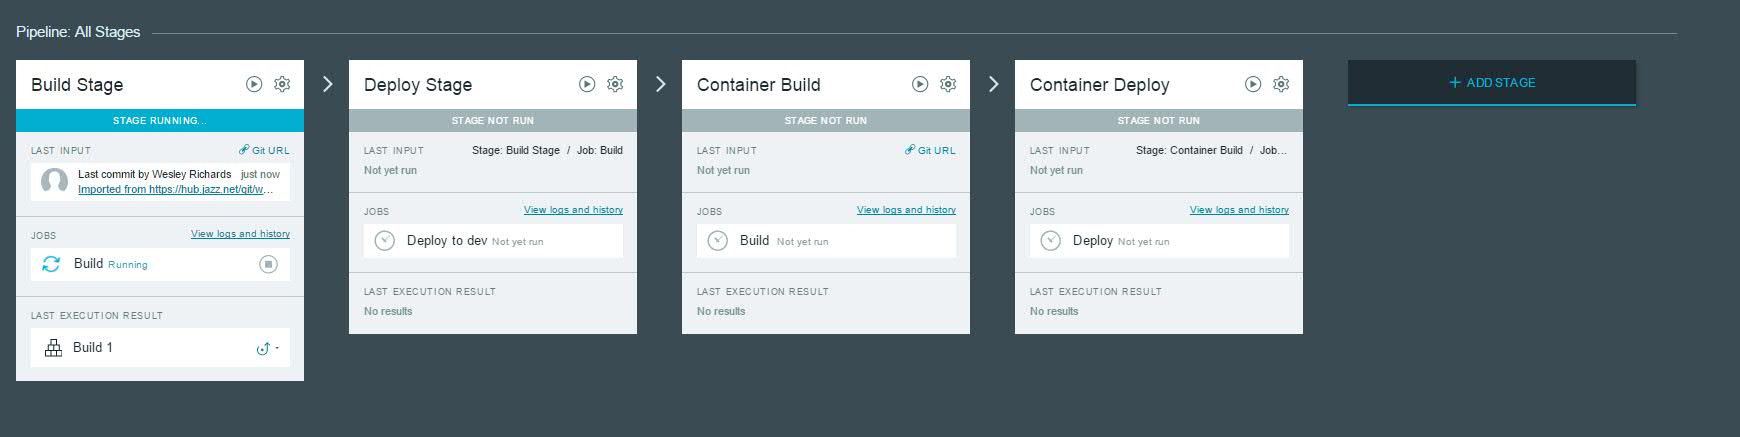 Pipeline: All Stages
Build Stage
STAGE RUNNING...
LAST INPUT Git URL
Last commit by Wesley Richards just now
Imported from https://hub.jazz.net/git/w...
JOBS View logs and history
Build Running
LAST EXECUTION RESULT
Build 1
Deploy Stage
STAGE NOT RUN
LAST INPUT Stage: Build Stage / Job: Build
Not yet run
JOBS View logs and history
Deploy to dev Not yet run
LAST EXECUTION RESULT
No results
Container Build
STAGE NOT RUN
LAST INPUT Git URL
Not yet run
JOBS View logs and history
Build Not yet run
LAST EXECUTION RESULT
No results
Container Deploy
STAGE NOT RUN
LAST INPUT Stage: Container Build / Job...
Not yet run
JOBS View logs and history
Deploy Not yet run
LAST EXECUTION RESULT
No results
+ ADD STAGE